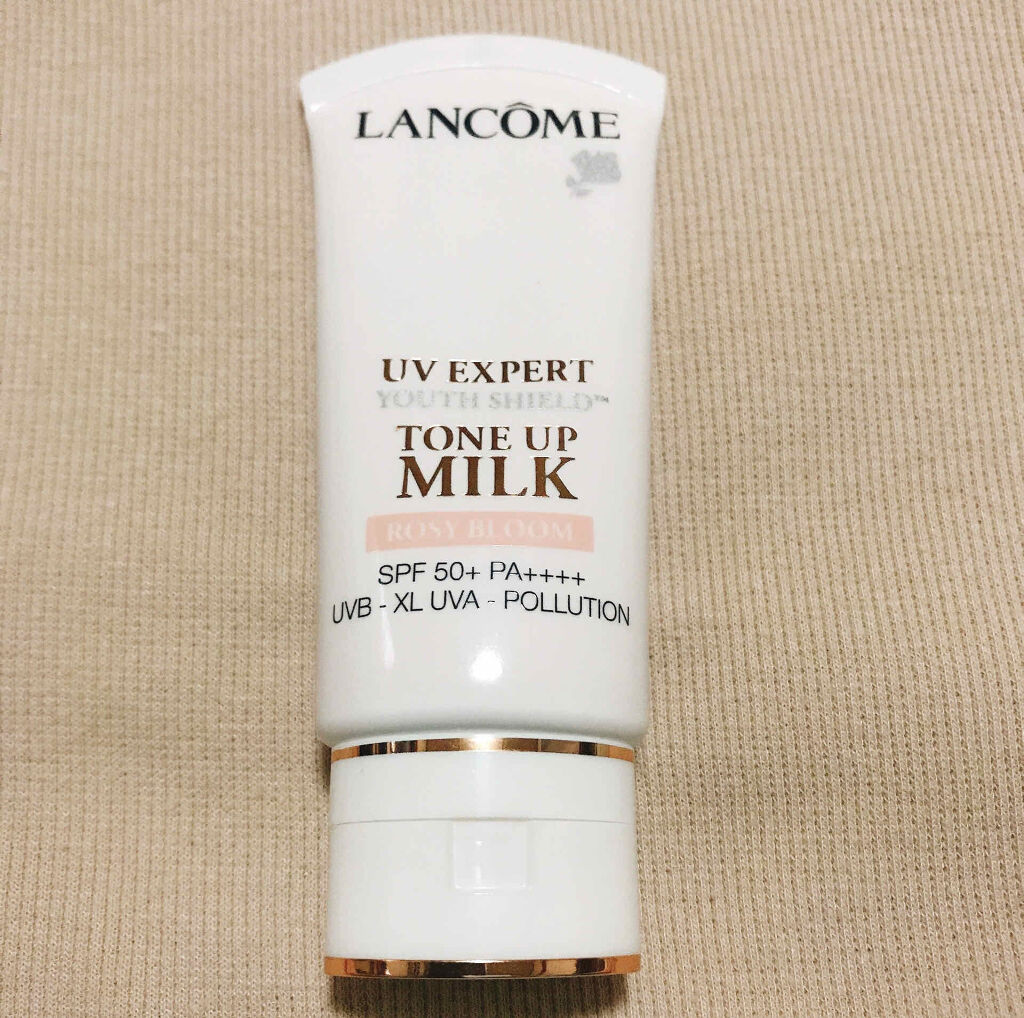 LANCÔME
UV EXPERT
YOUTH SHIELD™
TONE UP
MILK
ROSY BLOOM
SPF 50+ PA++++
UVB - XL UVA - POLLUTION